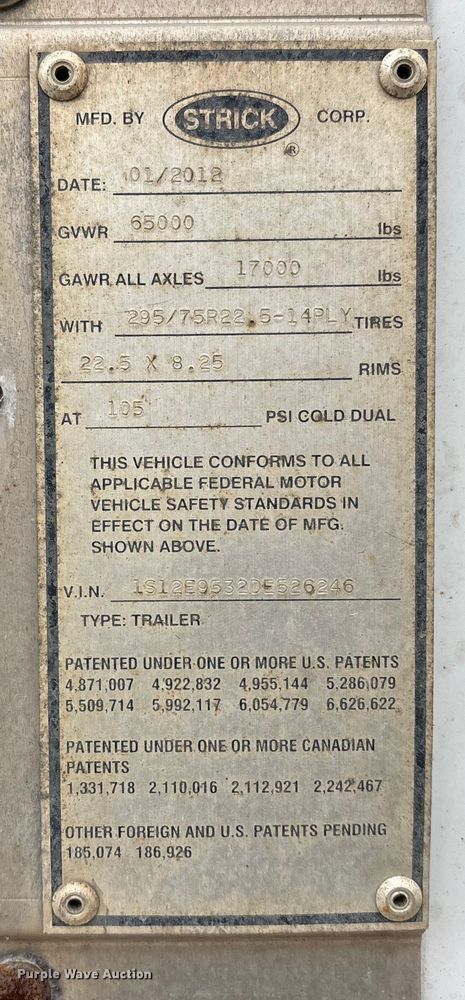 MFD. BY STRICK CORP.
®
DATE: 01/2012
GVWR 65000 lbs
GAWR ALL AXLES 17000 lbs
WITH 295/75R22.5-14PLY TIRES
22.5 X 8.25 RIMS
AT 105 PSI COLD DUAL
THIS VEHICLE CONFORMS TO ALL
APPLICABLE FEDERAL MOTOR
VEHICLE SAFETY STANDARDS IN
EFFECT ON THE DATE OF MFG.
SHOWN ABOVE.
V.I.N. 1S12E9532DE526246
TYPE: TRAILER
PATENTED UNDER ONE OR MORE U.S. PATENTS
4,871,007 4,922,832 4,955,144 5,286,079
5,509,714 5,992,117 6,054,779 6,626,622
PATENTED UNDER ONE OR MORE CANADIAN
PATENTS
1,331,718 2,110,016 2,112,921 2,242,467
OTHER FOREIGN AND U.S. PATENTS PENDING
185,074 186,926
Purple Wave Auction